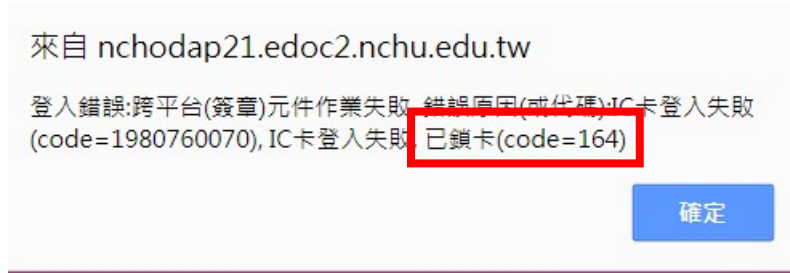 來自 nchodap21.edoc2.nchu.edu.tw
登入錯誤:跨平台(簽章)元件作業失敗, 錯誤原因(或代碼):IC卡登入失敗
(code=1980760070), IC卡登入失敗, 已鎖卡(code=164)
確定